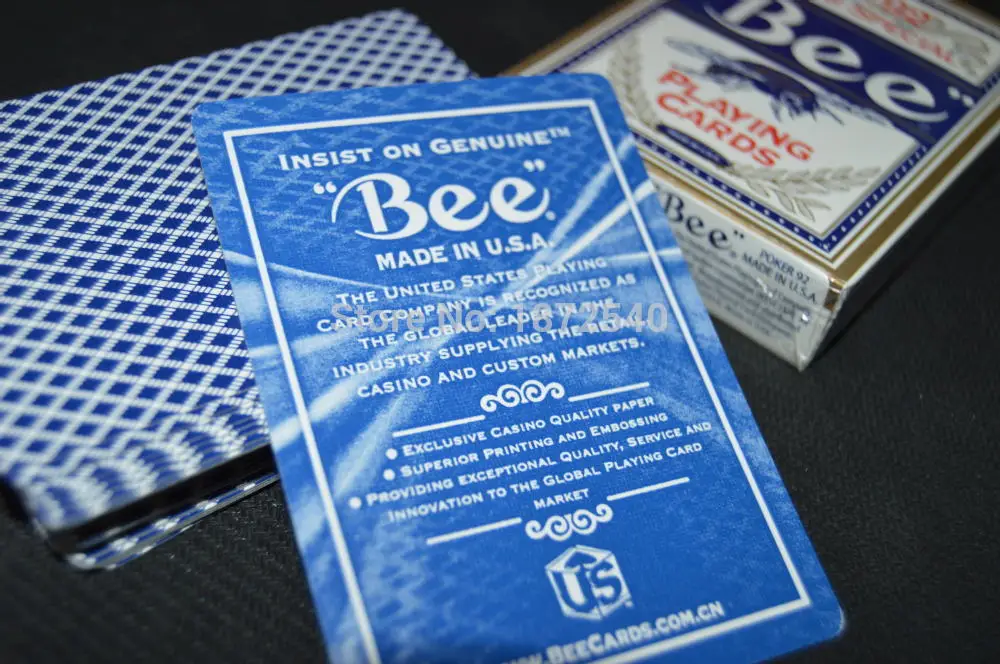 INSIST ON GENUINE™
"Bee"®
MADE IN U.S.A.
THE UNITED STATES PLAYING
CARD COMPANY IS RECOGNIZED AS
THE GLOBAL LEADER IN THE
INDUSTRY SUPPLYING THE RETAIL
CASINO AND CUSTOM MARKETS.
• EXCLUSIVE CASINO QUALITY PAPER
• SUPERIOR PRINTING AND EMBOSSING
• PROVIDING EXCEPTIONAL QUALITY, SERVICE AND
INNOVATION TO THE GLOBAL PLAYING CARD
MARKET
US
WWW.BEECARDS.COM.CN
Store No: 1672540
92
SPECIAL
Bee®
PLAYING
CARDS
Bee"®
POKER 92
MADE IN U.S.A.